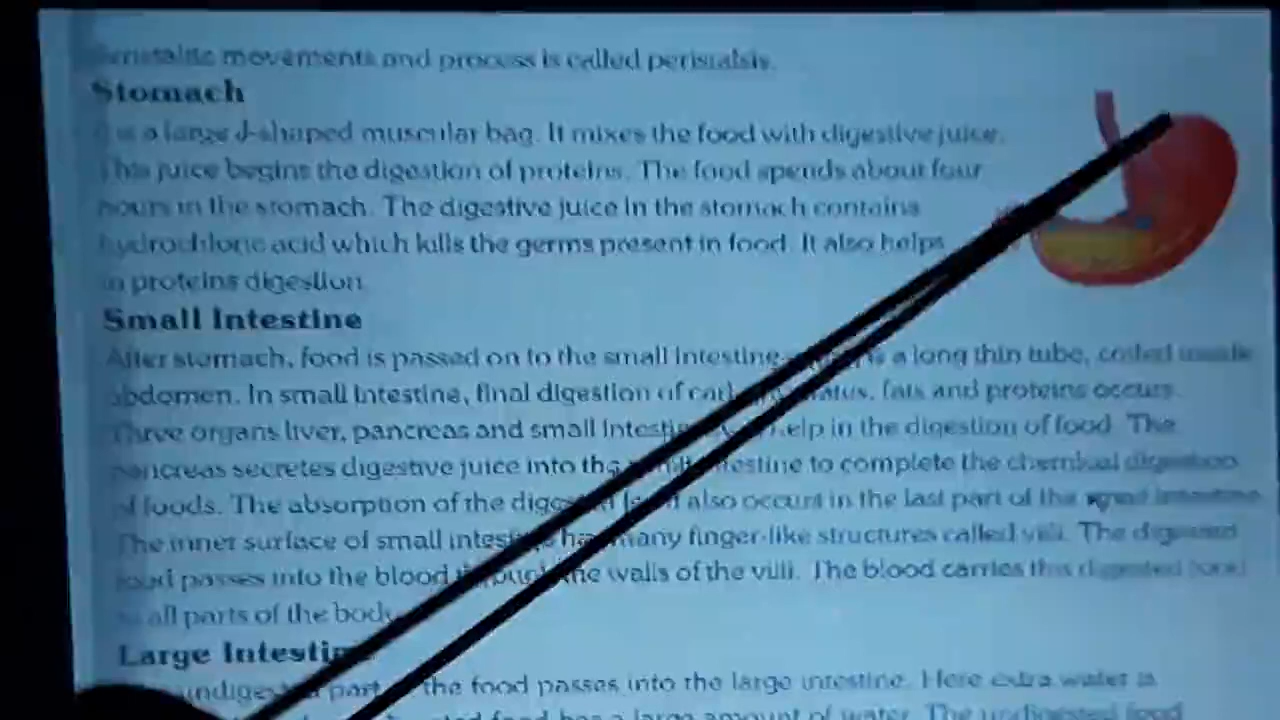 movements and process is called peristalsis.
Stomach
It is a large J-shaped muscular bag. It mixes the food with digestive juice.
This juice begins the digestion of proteins. The food spends about four
hours in the stomach. The digestive juice in the stomach contains
hydrochloric acid which kills the germs present in food. It also helps
in proteins digestion.
Small Intestine
After stomach, food is passed on to the small intestine is a long thin tube, coiled inside
abdomen. In small intestine, final digestion of fats and proteins occurs.
Three organs liver, pancreas and small help in the digestion of food. The
pancreas secretes digestive juice into the to complete the chemical digestion
of foods. The absorption of the also occurs in the last part of the small intestine.
The inner surface of small many finger-like structures called villi. The digested
food passes into the blood through the walls of the villi. The blood carries this digested food
to all parts of the body
Large Intestine
undigested part the food passes into the large intestine. Here extra water is
food has a large amount of water. The undigested food